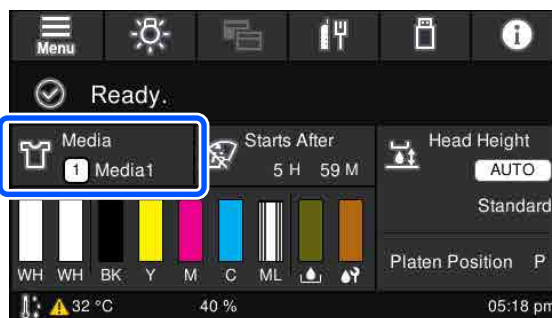 Menu
Ready.
Media
1 Media1
Starts After
5 H 59 M
Head Height
AUTO
Standard
Platen Position P
WH WH BK Y M C ML
32 °C
40 %
05:18 pm